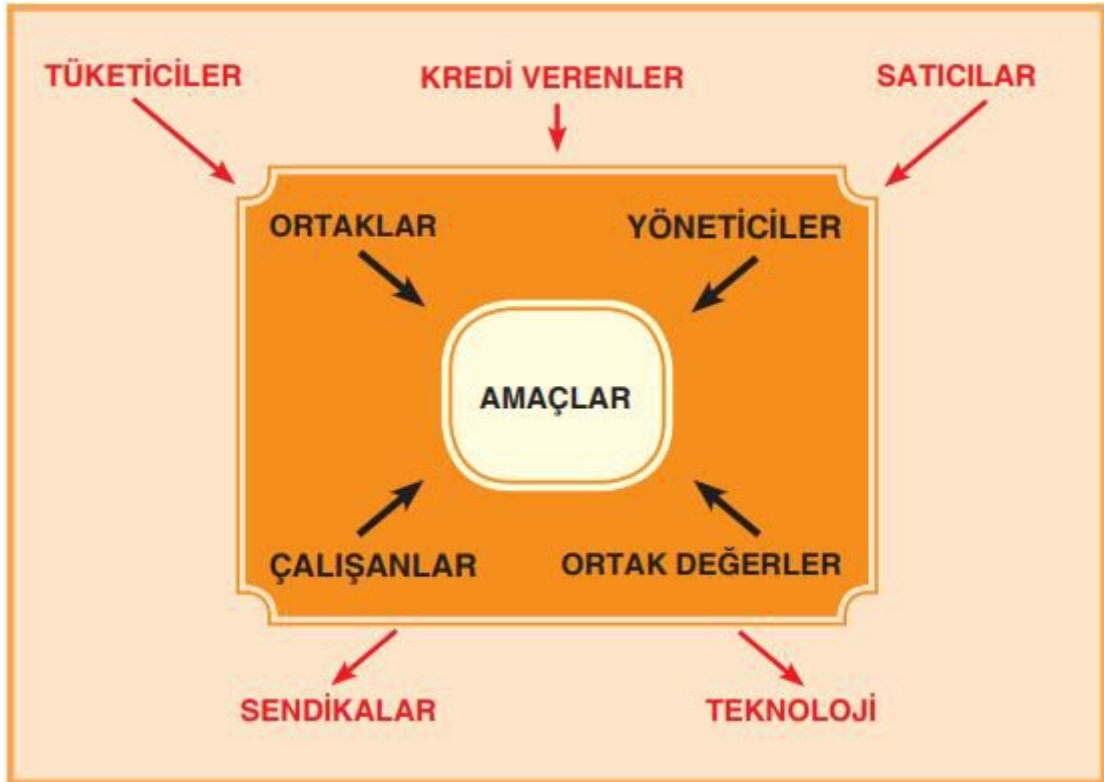 TÜKETİCİLER
KREDİ VERENLER
SATICILAR
ORTAKLAR
YÖNETİCİLER
AMAÇLAR
ÇALIŞANLAR
ORTAK DEĞERLER
SENDİKALAR
TEKNOLOJİ